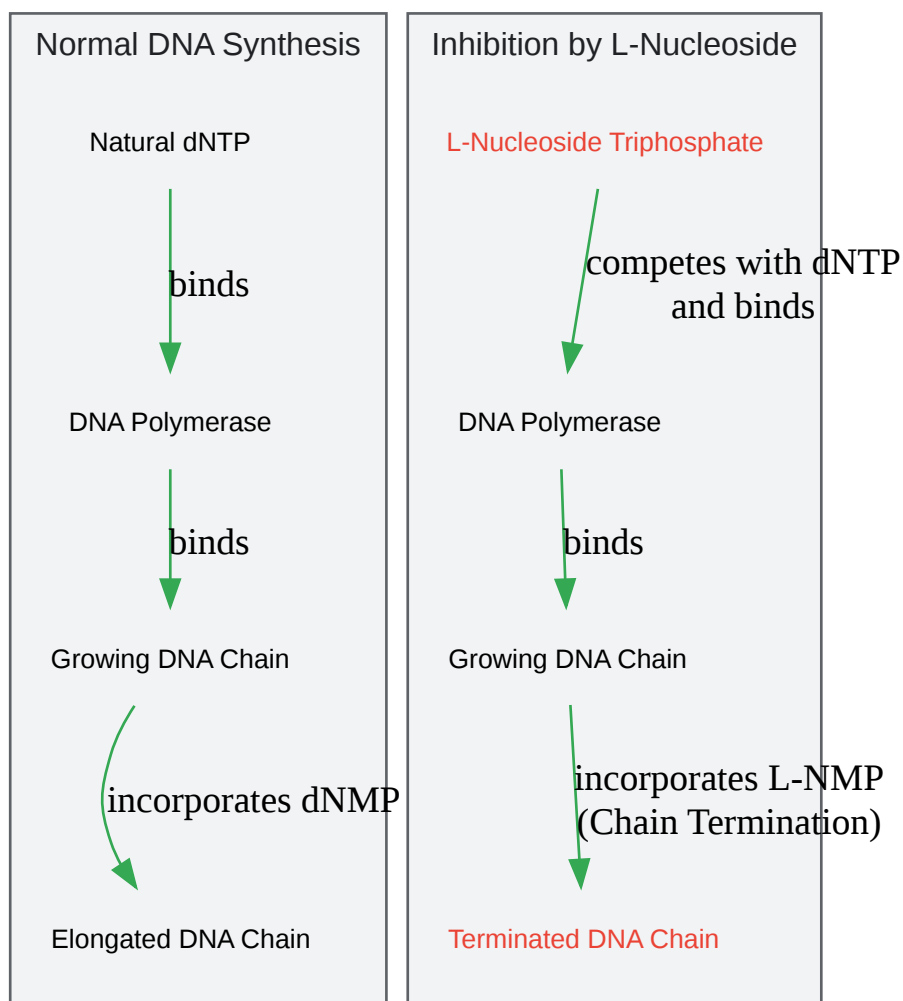 Normal DNA Synthesis
Natural dNTP
binds
DNA Polymerase
binds
Growing DNA Chain
incorporates dNMP
Elongated DNA Chain
Inhibition by L-Nucleoside
L-Nucleoside Triphosphate
competes with dNTP
and binds
DNA Polymerase
binds
Growing DNA Chain
incorporates L-NMP
(Chain Termination)
Terminated DNA Chain